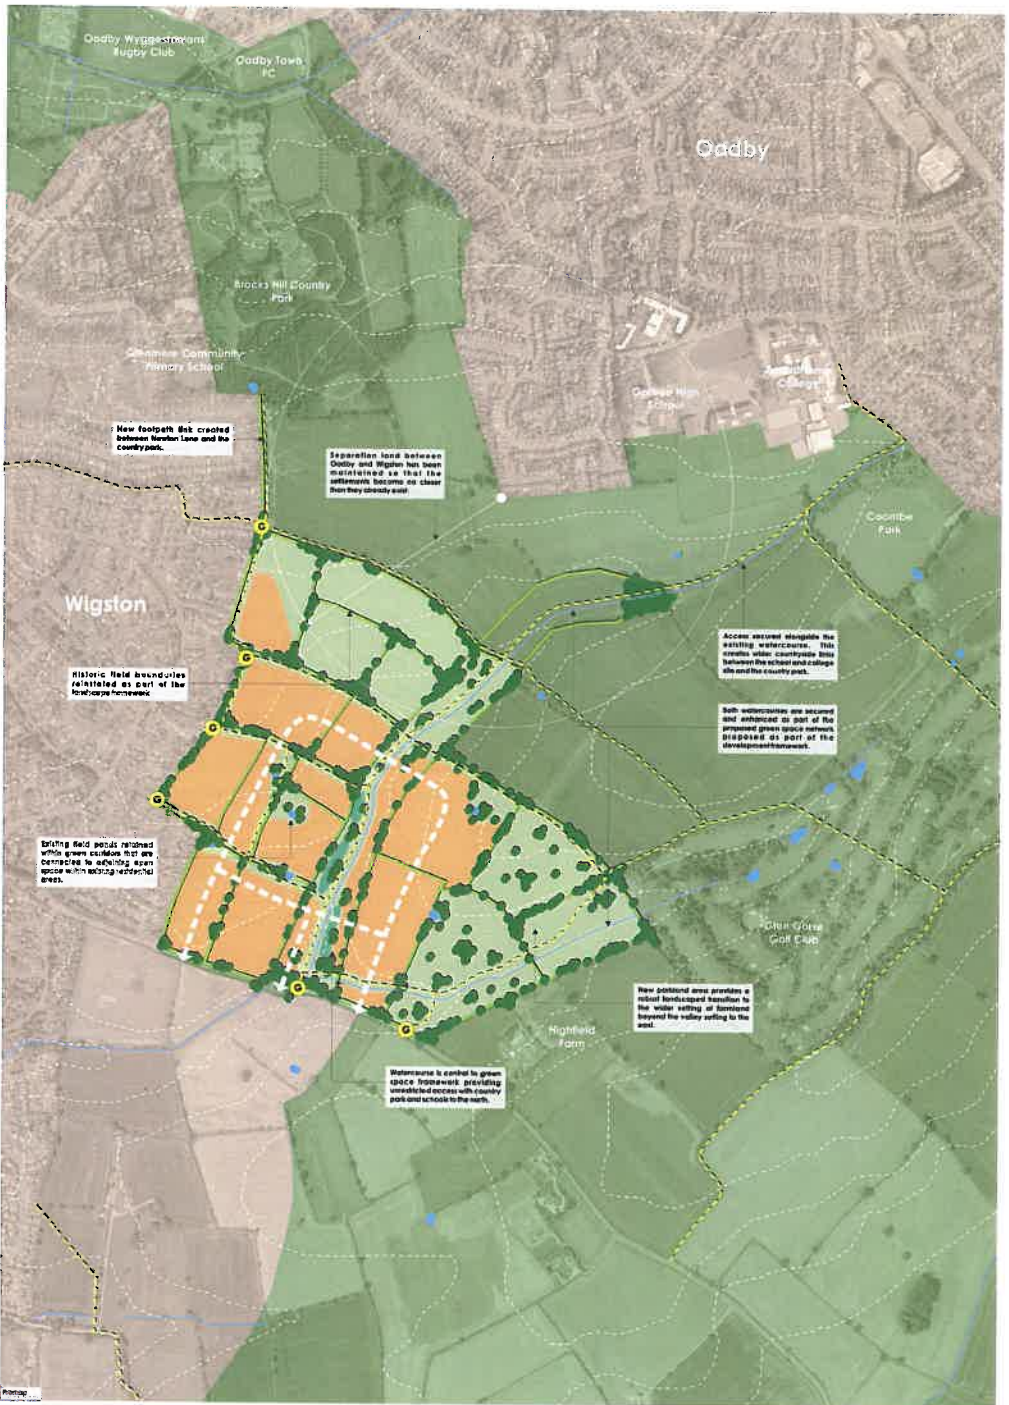 Oadby Wyggestonians
Rugby Club
Oadby Town
FC
Oadby
Brocks Hill Country
Park
Glenmere Community
Primary School
Gartree High
School
College
New footpath link created
between Newton Lane and the
country park.
Separation land between
Oadby and Wigston has been
maintained so that the
settlements become no closer
than they already exist.
G
Coombe
Park
Wigston
Access secured alongside the
existing watercourse. This
creates wider countryside links
between the school and college
site and the country park.
G
Historic field boundaries
reinstated as part of the
landscape framework
Both watercourses are secured
and enhanced as part of the
proposed green space network
proposed as part of the
development framework.
G
G
Existing field ponds retained
within green corridors that are
connected to adjoining open
space within existing residential
areas.
Glen Gorse
Golf Club
G
New parkland area provides a
robust landscaped transition to
the wider setting of farmland
beyond the valley setting to the
east.
G
Highfield
Farm
Watercourse is central to green
space framework providing
unrestricted access with country
park and schools to the north.